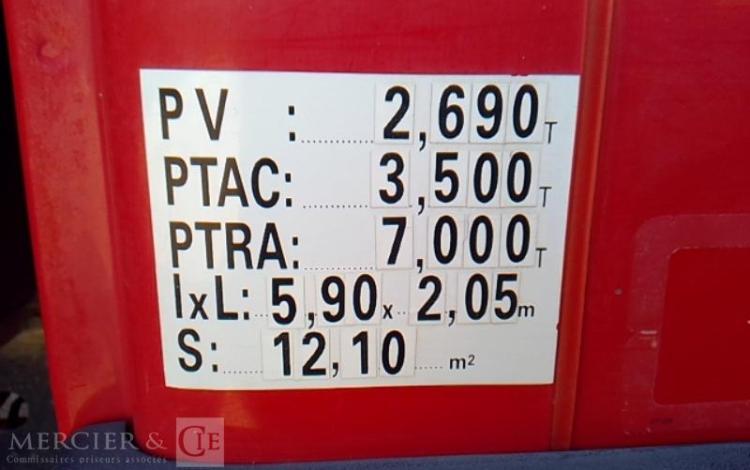 PV :........... 2,690 T
PTAC:........... 3,500 T
PTRA:........... 7,000 T
lxL:.. 5,90 x .. 2,05 m
S:...... 12,10 ..... m²
MERCIER & CIE
Commissaires priseurs associés